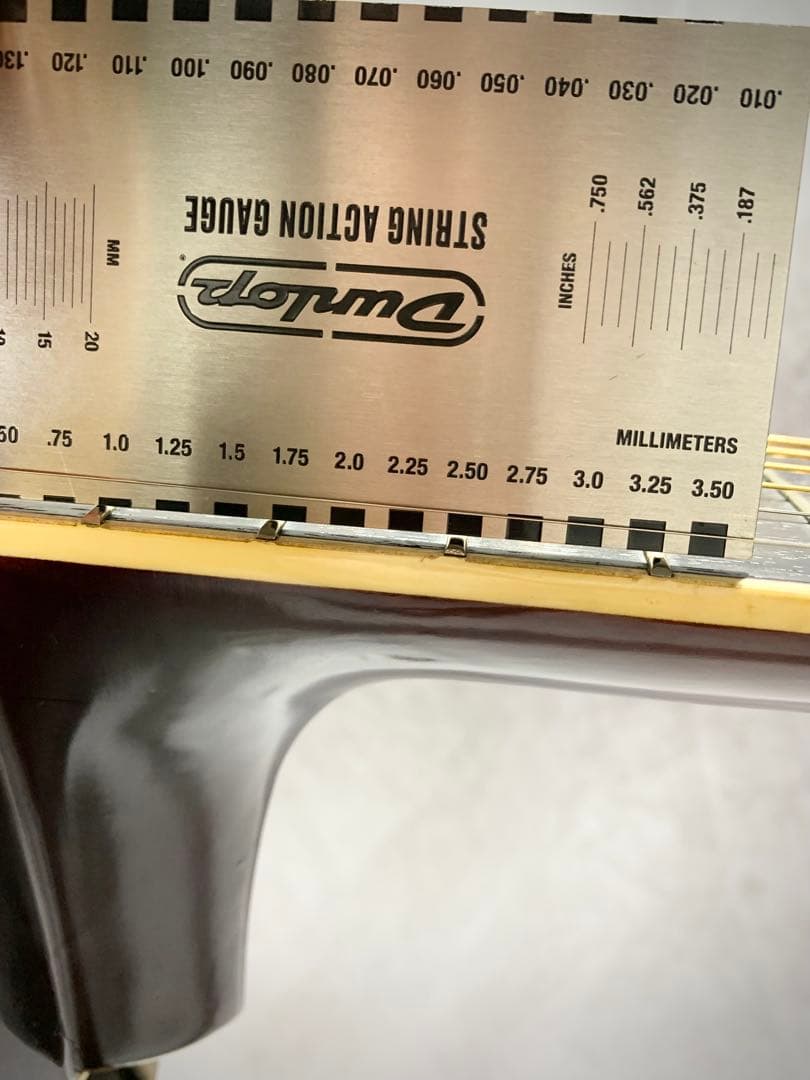 .120 .110 .100 .090 .080 .070 .060 .050 .040 .030 .020 .010
STRING ACTION GAUGE
Dunlop®
.750 .562 .375 .187
INCHES
MM
15 20
MILLIMETERS
.75 1.0 1.25 1.5 1.75 2.0 2.25 2.50 2.75 3.0 3.25 3.50